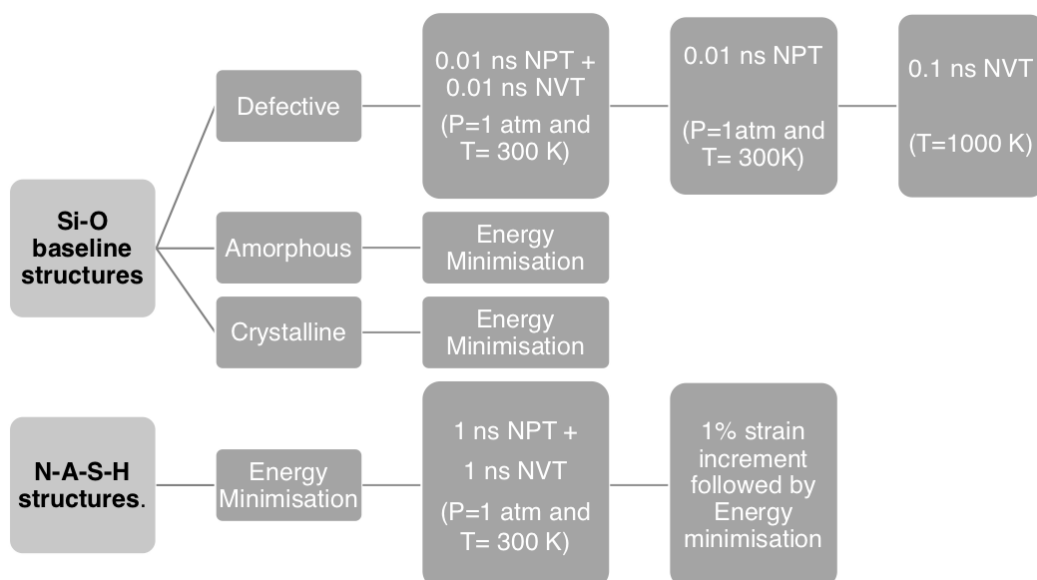 Si-O
baseline
structures
Defective
0.01 ns NPT +
0.01 ns NVT
(P=1 atm and
T= 300 K)
0.01 ns NPT
(P=1atm and
T= 300K)
0.1 ns NVT
(T=1000 K)
Amorphous
Energy
Minimisation
Crystalline
Energy
Minimisation
N-A-S-H
structures.
Energy
Minimisation
1 ns NPT +
1 ns NVT
(P=1 atm and
T= 300 K)
1% strain
increment
followed by
Energy
minimisation